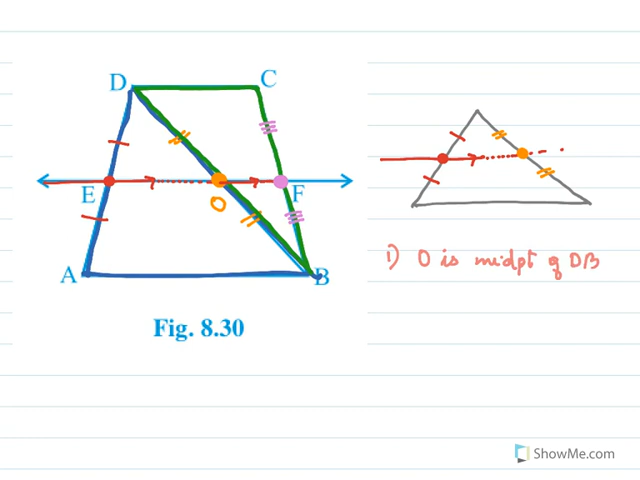 D
C
E
F
O
A
B
Fig. 8.30
1) O is midpt of DB
ShowMe.com